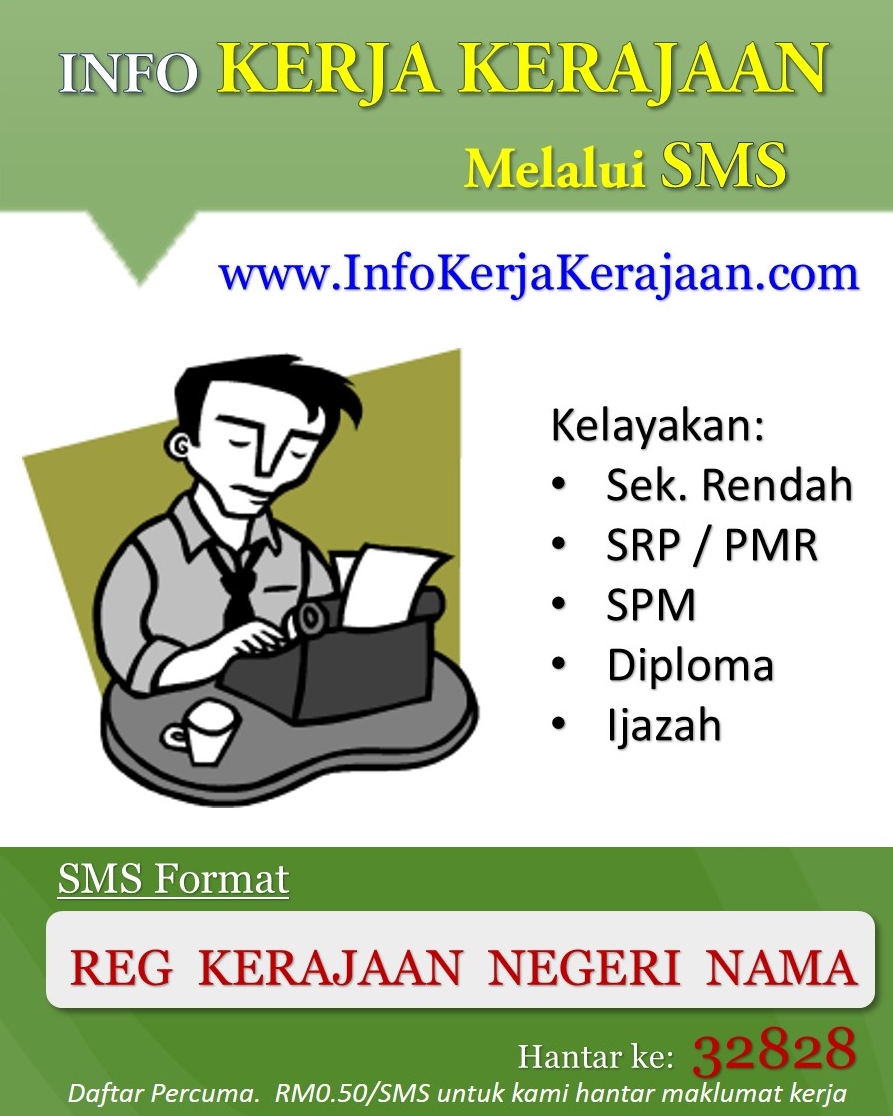 INFO KERJA KERAJAAN
Melalui SMS
www.InfoKerjaKerajaan.com
Kelayakan:
• Sek. Rendah
• SRP / PMR
• SPM
• Diploma
• Ijazah
SMS Format
REG KERAJAAN NEGERI NAMA
Hantar ke: 32828
Daftar Percuma. RM0.50/SMS untuk kami hantar maklumat kerja